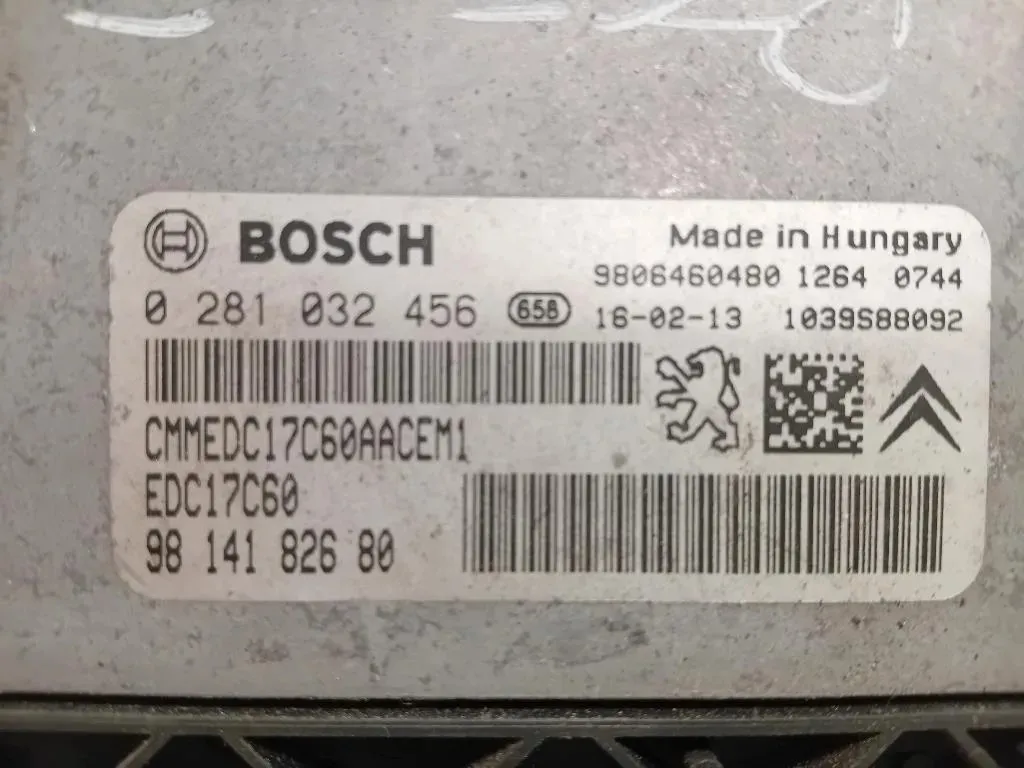 BOSCH
Made in Hungary
9806460480 1264 0744
0 281 032 456 658 16-02-13 1039S88092
CMMEDC17C60AACEM1
EDC17C60
98 141 826 80